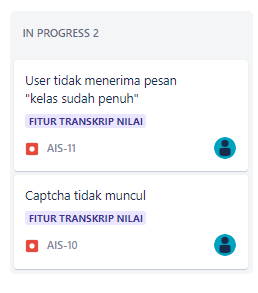 IN PROGRESS 2
User tidak menerima pesan
"kelas sudah penuh"
FITUR TRANSKRIP NILAI
AIS-11
Captcha tidak muncul
FITUR TRANSKRIP NILAI
AIS-10